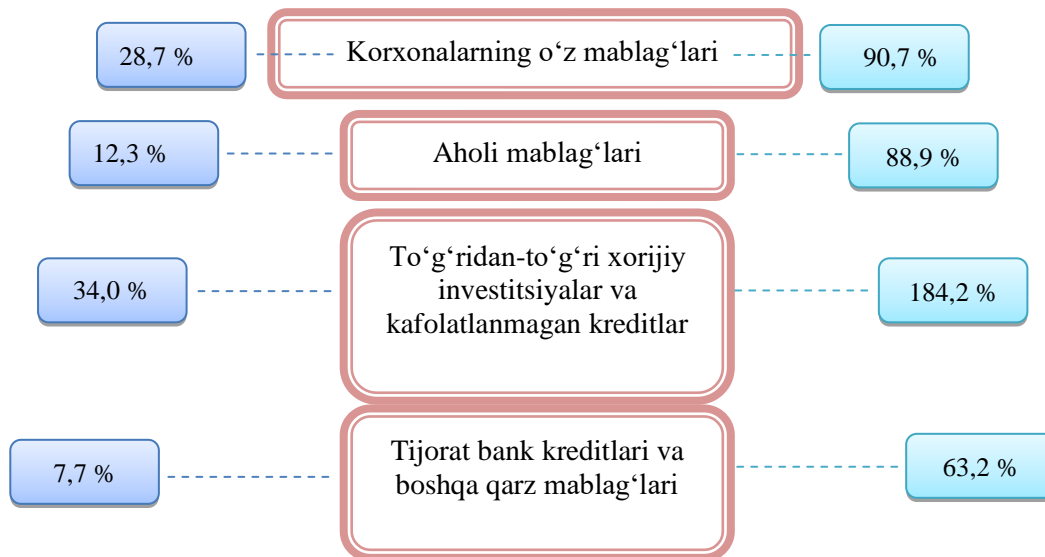 28,7 %
Korxonalarning o‘z mablag‘lari
90,7 %
12,3 %
Aholi mablag‘lari
88,9 %
34,0 %
To‘g‘ridan-to‘g‘ri xorijiy
investitsiyalar va
kafolatlanmagan kreditlar
184,2 %
7,7 %
Tijorat bank kreditlari va
boshqa qarz mablag‘lari
63,2 %